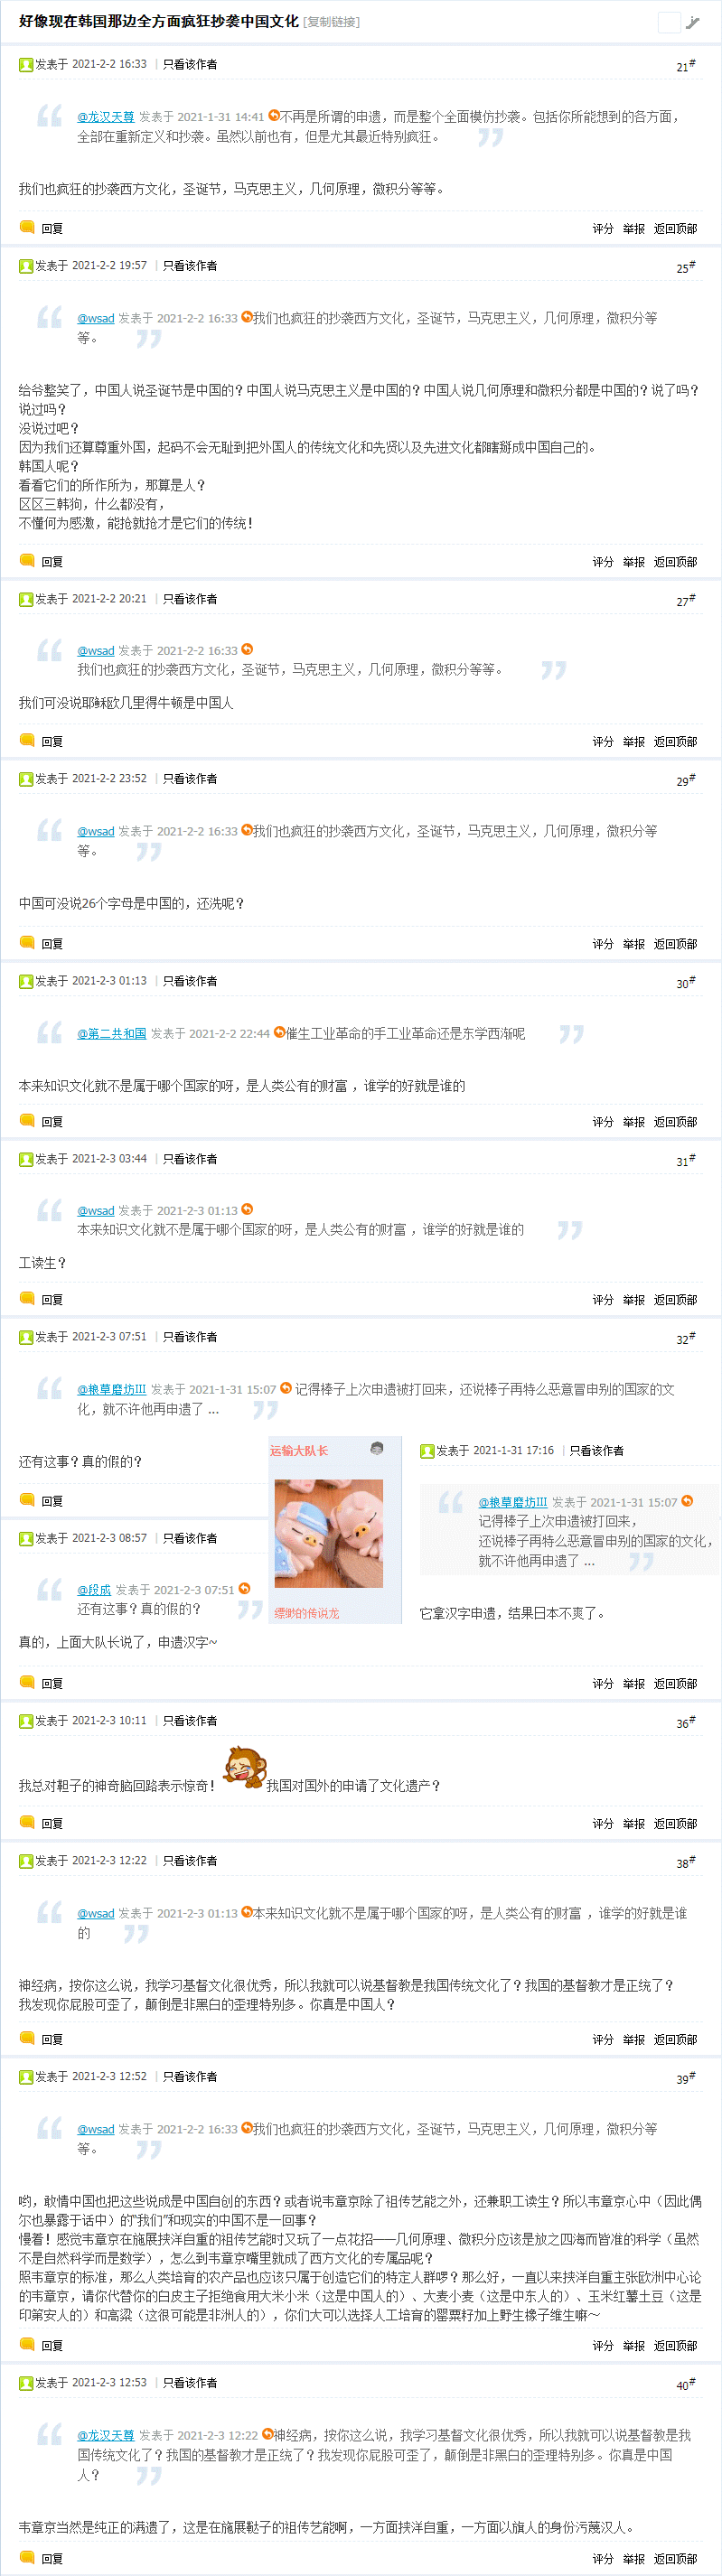 好像现在韩国那边全方面疯狂抄袭中国文化 [复制链接]
发表于 2021-2-2 16:33 | 只看该作者
21#
@龙汉天尊 发表于 2021-1-31 14:41 不再是所谓的申遗，而是整个全面模仿抄袭。包括你所能想到的各方面，
全部在重新定义和抄袭。虽然以前也有，但是尤其最近特别疯狂。
我们也疯狂的抄袭西方文化，圣诞节，马克思主义，几何原理，微积分等等。
回复
评分 举报 返回顶部
发表于 2021-2-2 19:57 | 只看该作者
25#
@wsad 发表于 2021-2-2 16:33 我们也疯狂的抄袭西方文化，圣诞节，马克思主义，几何原理，微积分等
等。
给爷整笑了，中国人说圣诞节是中国的？中国人说马克思主义是中国的？中国人说几何原理和微积分都是中国的？说了吗？
说过吗？
没说过吧？
因为我们还算尊重外国，起码不会无耻到把外国人的传统文化和先贤以及先进文化都瞎掰成中国自己的。
韩国人呢？
看看它们的所作所为，那算是人？
区区三韩狗，什么都没有，
不懂何为感激，能抢就抢才是它们的传统！
回复
评分 举报 返回顶部
发表于 2021-2-2 20:21 | 只看该作者
27#
@wsad 发表于 2021-2-2 16:33
我们也疯狂的抄袭西方文化，圣诞节，马克思主义，几何原理，微积分等等。
我们可没说耶稣欧几里得牛顿是中国人
回复
评分 举报 返回顶部
发表于 2021-2-2 23:52 | 只看该作者
29#
@wsad 发表于 2021-2-2 16:33 我们也疯狂的抄袭西方文化，圣诞节，马克思主义，几何原理，微积分等
等。
中国可没说26个字母是中国的，还洗呢？
回复
评分 举报 返回顶部
发表于 2021-2-3 01:13 | 只看该作者
30#
@第二共和国 发表于 2021-2-2 22:44 催生工业革命的手工业革命还是东学西渐呢
本来知识文化就不是属于哪个国家的呀，是人类公有的财富 ，谁学的好就是谁的
回复
评分 举报 返回顶部
发表于 2021-2-3 03:44 | 只看该作者
31#
@wsad 发表于 2021-2-3 01:13
本来知识文化就不是属于哪个国家的呀，是人类公有的财富 ，谁学的好就是谁的
工读生？
回复
评分 举报 返回顶部
发表于 2021-2-3 07:51 | 只看该作者
32#
@粮草磨坊III 发表于 2021-1-31 15:07 记得棒子上次申遗被打回来，还说棒子再特么恶意冒申别的国家的文
化，就不许他再申遗了 ...
还有这事？真的假的？
回复
发表于 2021-2-3 08:57 | 只看该作者
@段成 发表于 2021-2-3 07:51
还有这事？真的假的？
真的，上面大队长说了，申遗汉字~
运输大队长
缥缈的传说龙
发表于 2021-1-31 17:16 | 只看该作者
@粮草磨坊III 发表于 2021-1-31 15:07
记得棒子上次申遗被打回来，
还说棒子再特么恶意冒申别的国家的文化，
就不许他再申遗了 ...
它拿汉字申遗，结果日本不爽了。
回复
评分 举报 返回顶部
发表于 2021-2-3 10:11 | 只看该作者
36#
我总对靼子的神奇脑回路表示惊奇！ 我国对国外的申请了文化遗产？
回复
评分 举报 返回顶部
发表于 2021-2-3 12:22 | 只看该作者
38#
@wsad 发表于 2021-2-3 01:13 本来知识文化就不是属于哪个国家的呀，是人类公有的财富 ，谁学的好就是谁
的
神经病，按你这么说，我学习基督文化很优秀，所以我就可以说基督教是我国传统文化了？我国的基督教才是正统了？
我发现你屁股可歪了，颠倒是非黑白的歪理特别多。你真是中国人？
回复
评分 举报 返回顶部
发表于 2021-2-3 12:52 | 只看该作者
39#
@wsad 发表于 2021-2-2 16:33 我们也疯狂的抄袭西方文化，圣诞节，马克思主义，几何原理，微积分等
等。
哟，敢情中国也把这些说成是中国自创的东西？或者说韦章京除了祖传艺能之外，还兼职工读生？所以韦章京心中（因此偶
尔也暴露于话中）的“我们”和现实的中国不是一回事？
慢着！感觉韦章京在施展挟洋自重的祖传艺能时又玩了一点花招——几何原理、微积分应该是放之四海而皆准的科学（虽然
不是自然科学而是数学），怎么到韦章京嘴里就成了西方文化的专属品呢？
照韦章京的标准，那么人类培育的农产品也应该只属于创造它们的特定人群啰？那么好，一直以来挟洋自重主张欧洲中心论
的韦章京，请你代替你的白皮主子拒绝食用大米小米（这是中国人的）、大麦小麦（这是中东人的）、玉米红薯土豆（这是
印第安人的）和高粱（这很可能是非洲人的），你们大可以选择人工培育的罂粟籽加上野生橡子维生嘛～
回复
评分 举报 返回顶部
发表于 2021-2-3 12:53 | 只看该作者
40#
@龙汉天尊 发表于 2021-2-3 12:22 神经病，按你这么说，我学习基督文化很优秀，所以我就可以说基督教是我
国传统文化了？我国的基督教才是正统了？我发现你屁股可歪了，颠倒是非黑白的歪理特别多。你真是中国
人？
韦章京当然是纯正的满遗了，这是在施展鞑子的祖传艺能啊，一方面挟洋自重，一方面以旗人的身份污蔑汉人。
回复
评分 举报 返回顶部